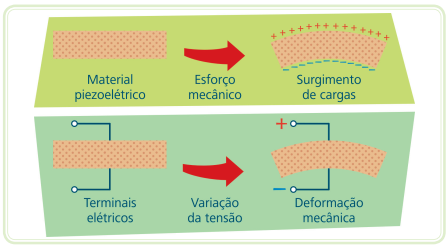 Material
piezoelétrico
Esforço
mecânico
Surgimento
de cargas
Terminais
elétricos
Variação
da tensão
Deformação
mecânica